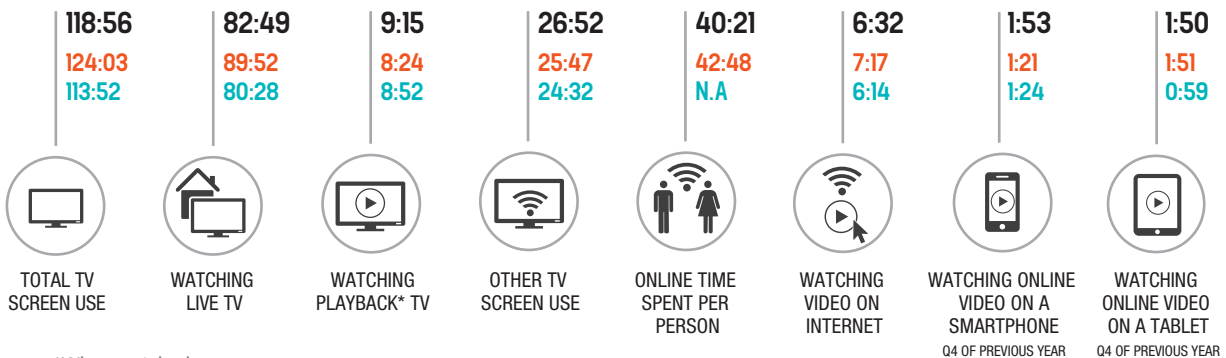 118:56 82:49 9:15 26:52 40:21 6:32 1:53 1:50
124:03 89:52 8:24 25:47 42:48 7:17 1:21 1:51
113:52 80:28 8:52 24:32 N.A 6:14 1:24 0:59
TOTAL TV
SCREEN USE
WATCHING
LIVE TV
WATCHING
PLAYBACK* TV
OTHER TV
SCREEN USE
ONLINE TIME
SPENT PER
PERSON
WATCHING
VIDEO ON
INTERNET
WATCHING ONLINE
VIDEO ON A
SMARTPHONE
Q4 OF PREVIOUS YEAR
WATCHING
ONLINE VIDEO
ON A TABLET
Q4 OF PREVIOUS YEAR